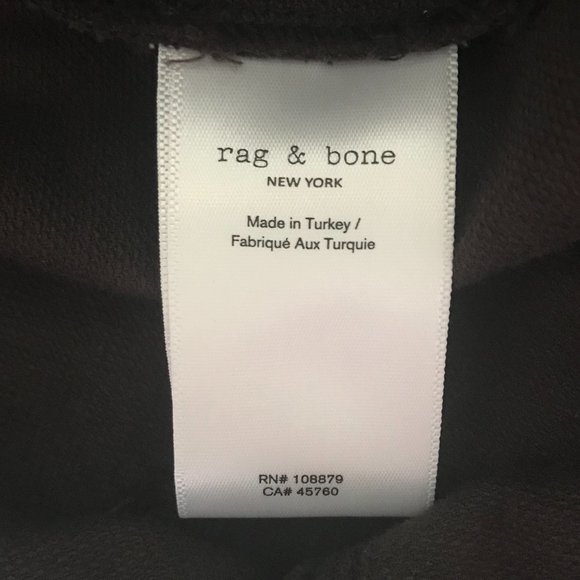 rag & bone
NEW YORK
Made in Turkey /
Fabriqué Aux Turquie
RN# 108879
CA# 45760